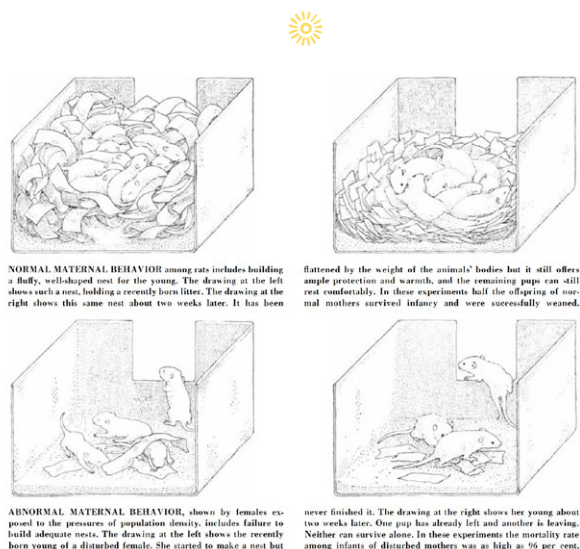 NORMAL MATERNAL BEHAVIOR among rats includes building
a fluffy, well-shaped nest for the young. The drawing at the left
shows such a nest, holding a recently born litter. The drawing at the
right shows this same nest about two weeks later. It has been
flattened by the weight of the animals' bodies but it still offers
ample protection and warmth, and the remaining pups can still
rest comfortably. In these experiments half the offspring of nor-
mal mothers survived infancy and were successfully weaned.
ABNORMAL MATERNAL BEHAVIOR, shown by females ex-
posed to the pressures of population density, includes failure to
build adequate nests. The drawing at the left shows the recently
born young of a disturbed female. She started to make a nest but
never finished it. The drawing at the right shows her young about
two weeks later. One pup has already left and another is leaving.
Neither can survive alone. In these experiments the mortality rate
among infants of disturbed mothers was as high as 96 per cent.